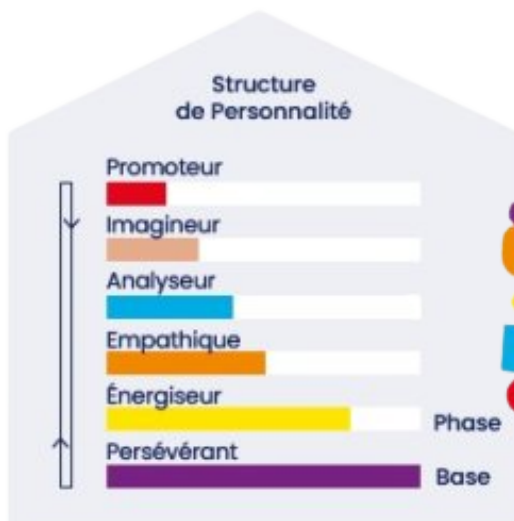 Structure
de Personnalité
Promoteur
Imagineur
Analyseur
Empathique
Énergiseur
Phase
Persévérant
Base